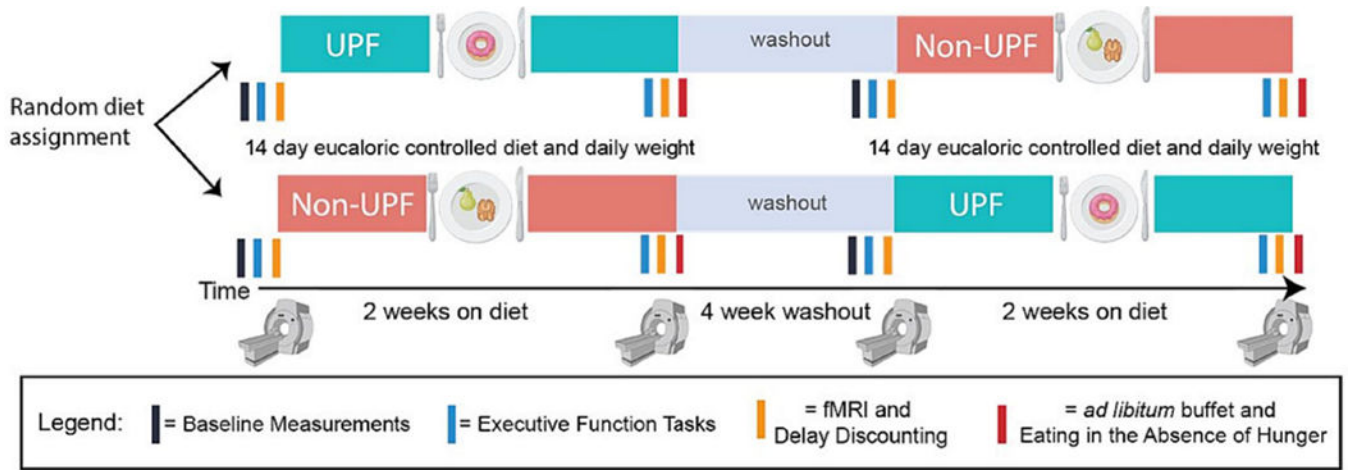 UPF
washout
Non-UPF
Random diet
assignment
14 day eucaloric controlled diet and daily weight
14 day eucaloric controlled diet and daily weight
Non-UPF
washout
UPF
Time
2 weeks on diet
4 week washout
2 weeks on diet
Legend:
= Baseline Measurements
= Executive Function Tasks
= fMRI and
Delay Discounting
= ad libitum buffet and
Eating in the Absence of Hunger